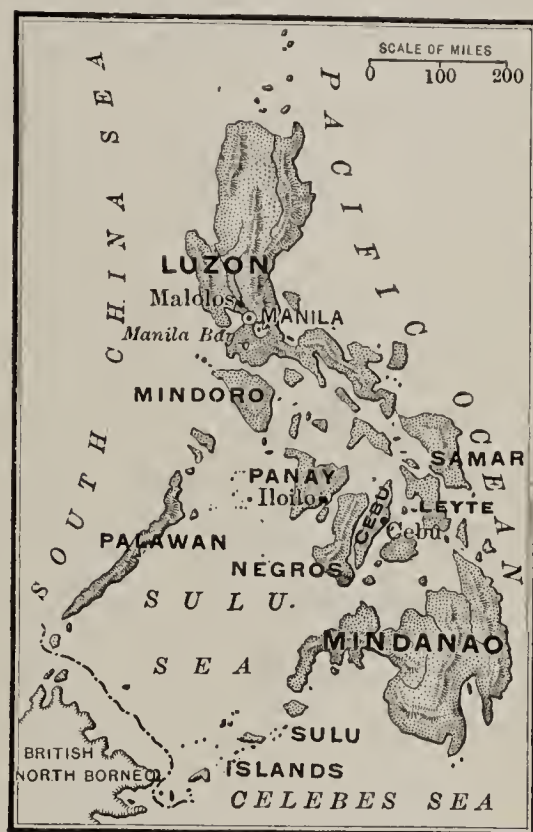 SCALE OF MILES
0 100 200
SOUTH CHINA SEA
PACIFIC OCEAN
LUZON
Malolos
MANILA
Manila Bay
MINDORO
SAMAR
PANAY
Iloilo
CEBU
LEYTE
Cebu
PALAWAN
NEGROS
SULU
SEA
MINDANAO
SULU
ISLANDS
BRITISH
NORTH BORNEO
CELEBES SEA